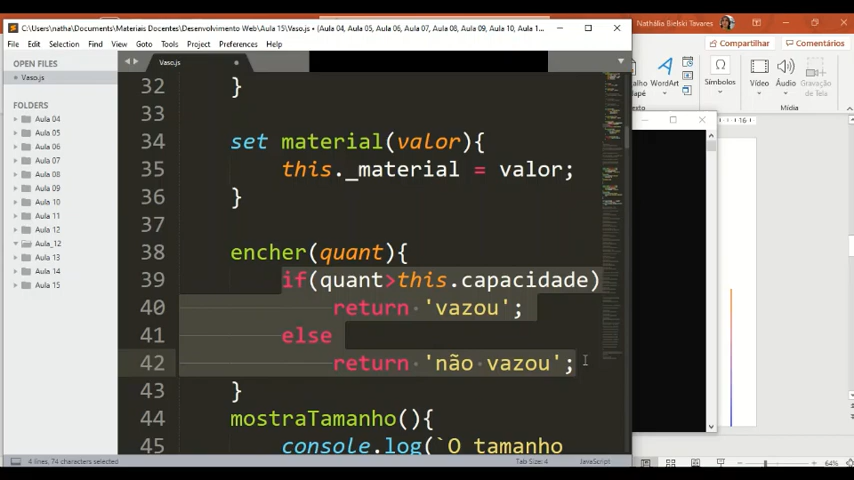 Nathália Bielski Tavares
C:\Users\natha\Materiais Docentes\Desenvolvimento Web\Aula 15\Vaso.js • (Aula 04, Aula 05, Aula 06, Aula 07, Aula 08, Aula 09, Aula 10, Aula 1...
File Edit Selection Find View Goto Tools Project Preferences Help
Compartilhar Comentários
OPEN FILES
Vaso.js
FOLDERS
Aula 04
Aula 05
Aula 06
Aula 07
Aula 08
Aula 09
Aula 10
Aula 11
Aula_12
Aula 13
Aula 14
Aula 15
Vaso.js
32 }
33
34 set material(valor){
35 this._material = valor;
36 }
37
38 encher(quant){
39 if(quant>this.capacidade)
40 return 'vazou';
41 else
42 return 'não vazou';
43 }
44 mostraTamanho(){
45 console.log(`O tamanho
WordArt
Símbolos
Vídeo
Áudio
Gravação
de Tela
Mídia
16
4 lines, 74 characters selected
Tab Size: 4
JavaScript
64%